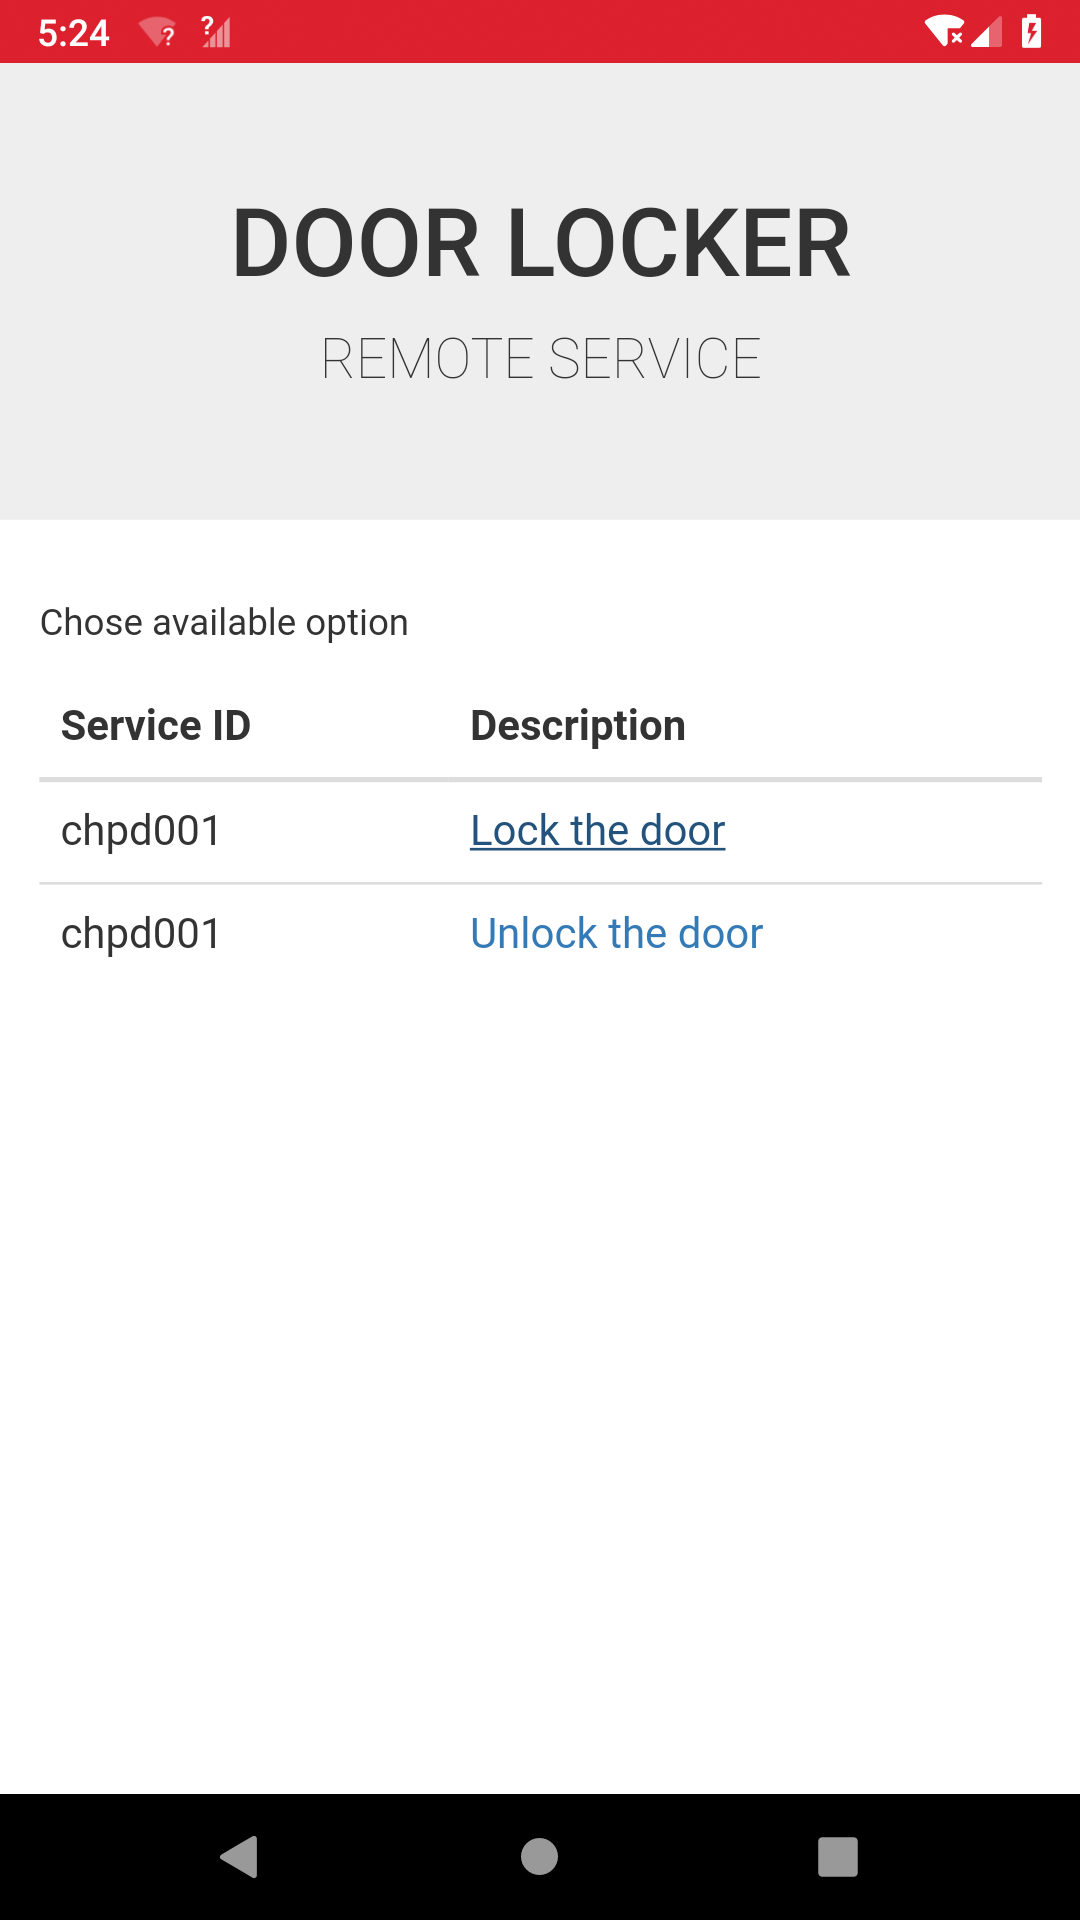 5:24
DOOR LOCKER
REMOTE SERVICE
Chose available option
Service ID Description
chpd001 Lock the door
chpd001 Unlock the door